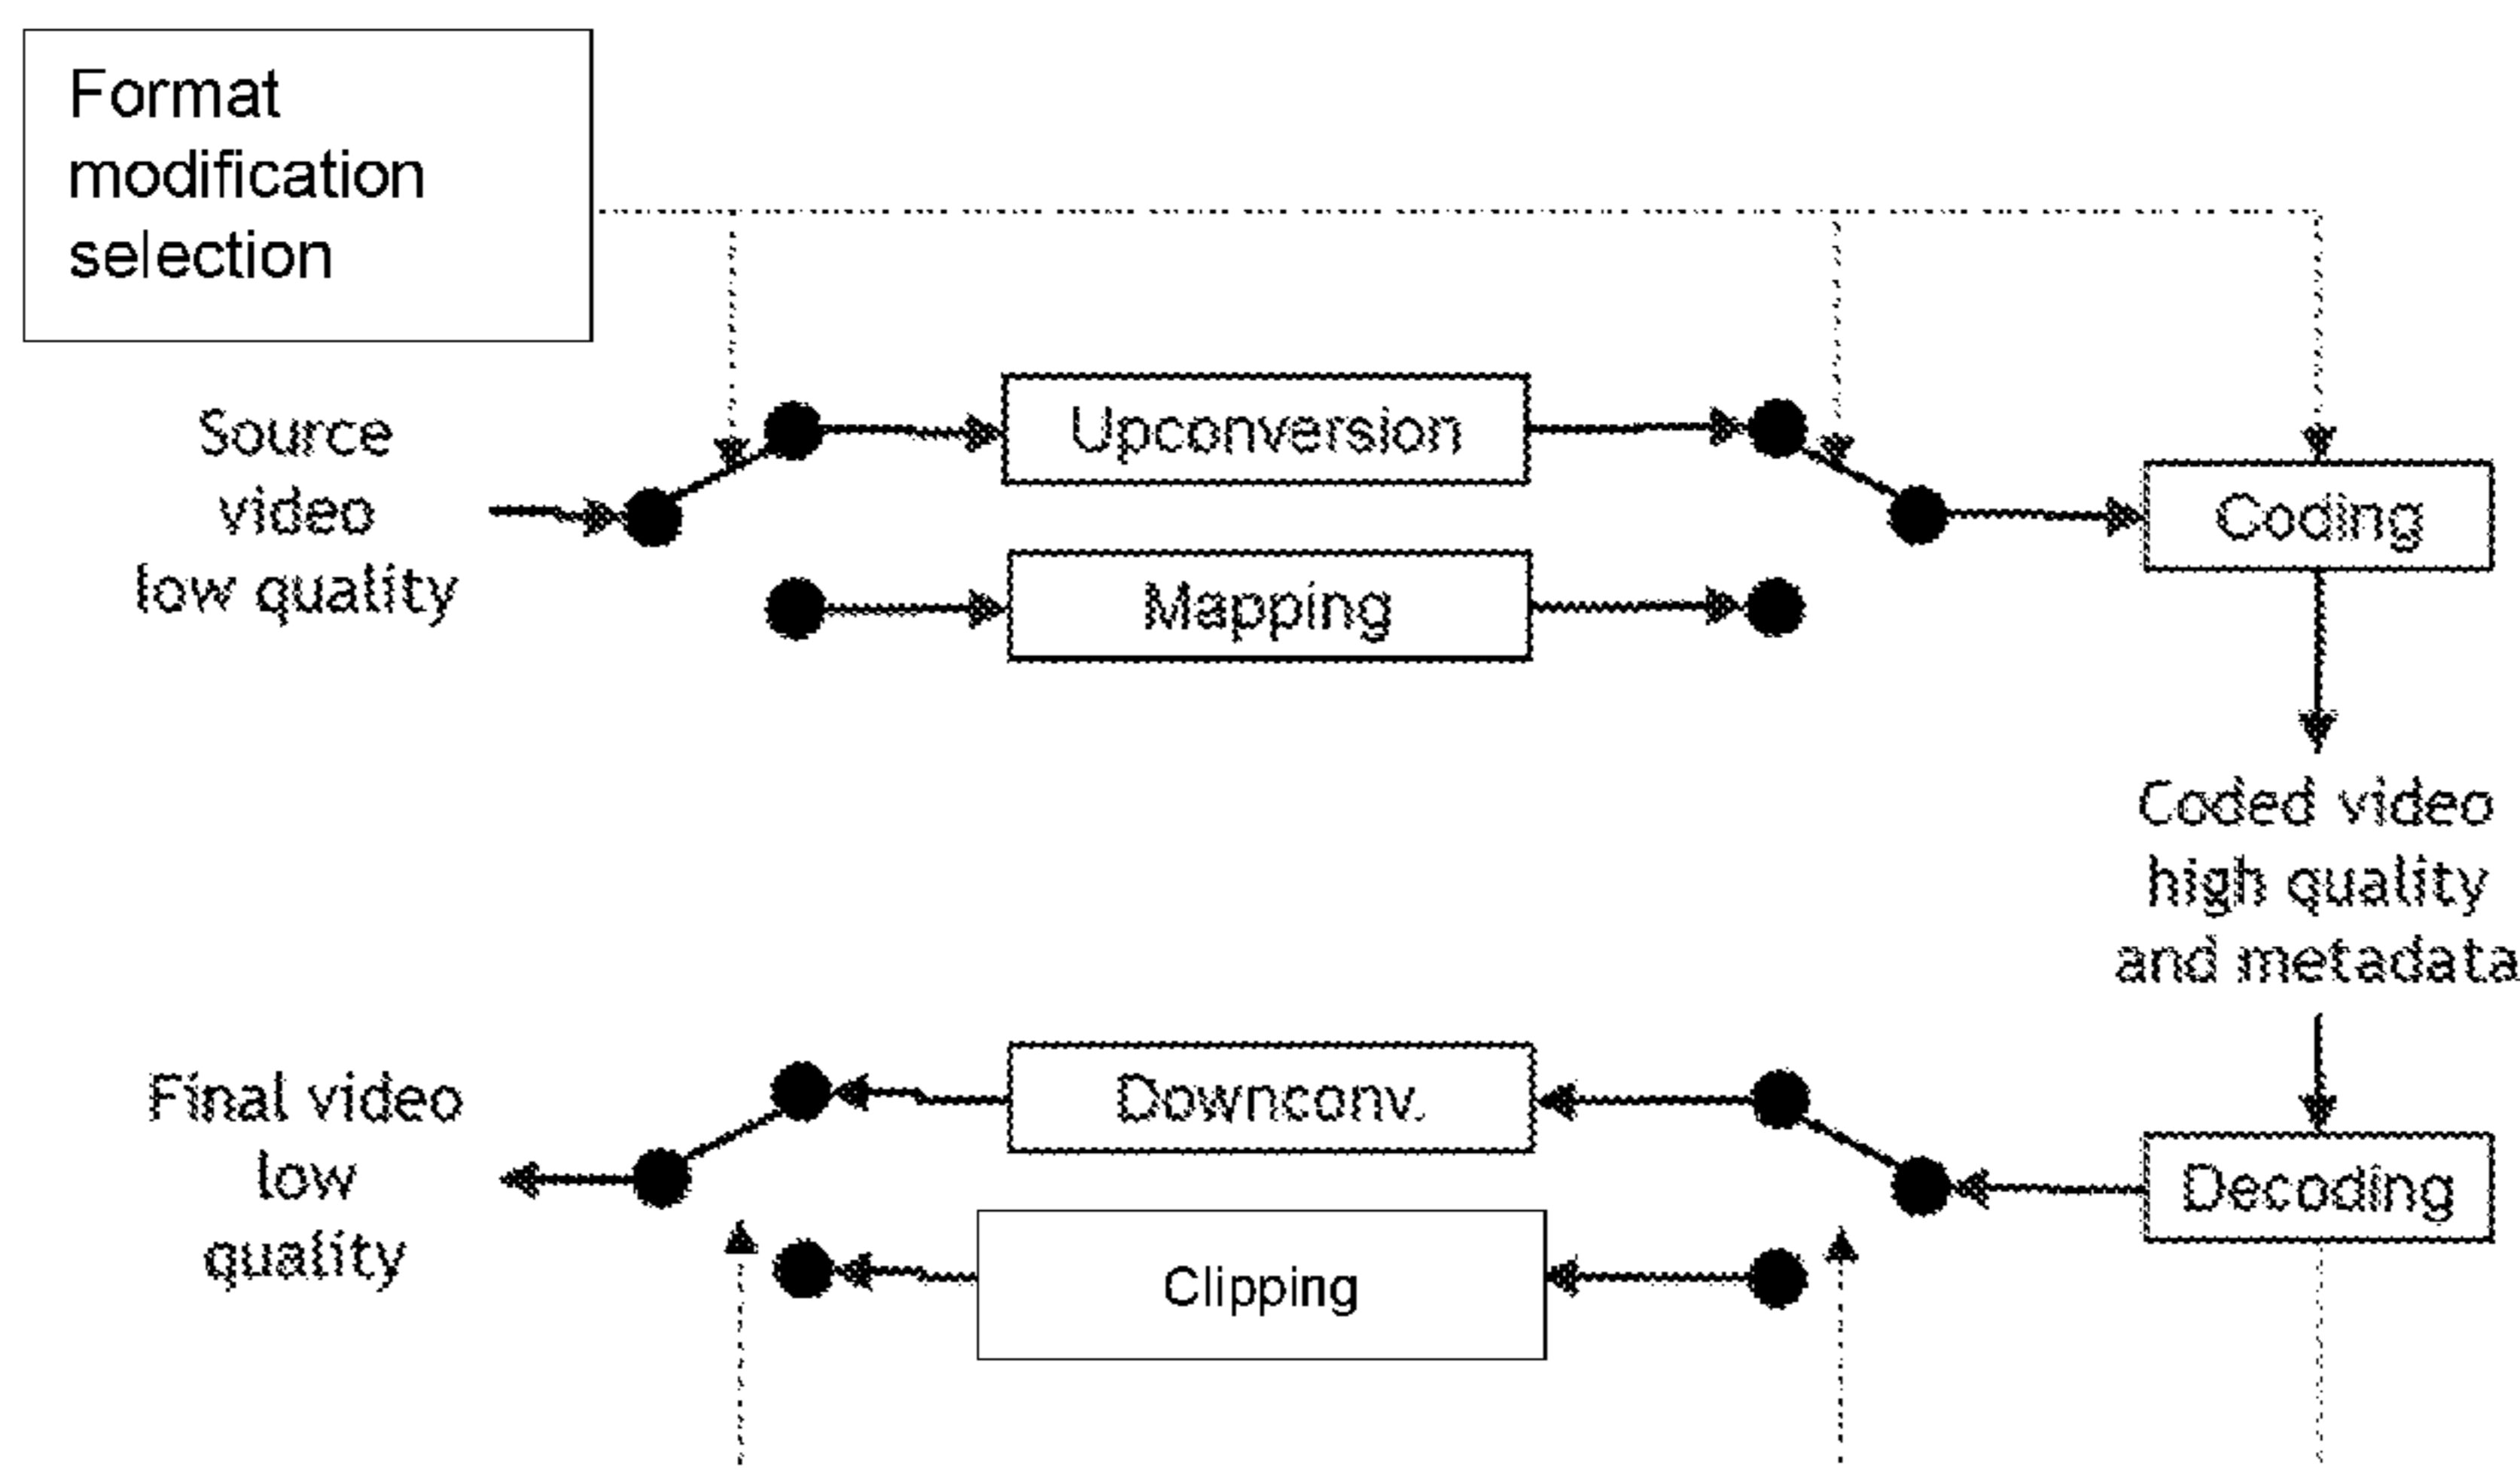 Format
modification
selection
Source
video
low quality
Upconversion
Mapping
Coding
Coded video
high quality
and metadata
Final video
low
quality
Downconv.
Clipping
Decoding